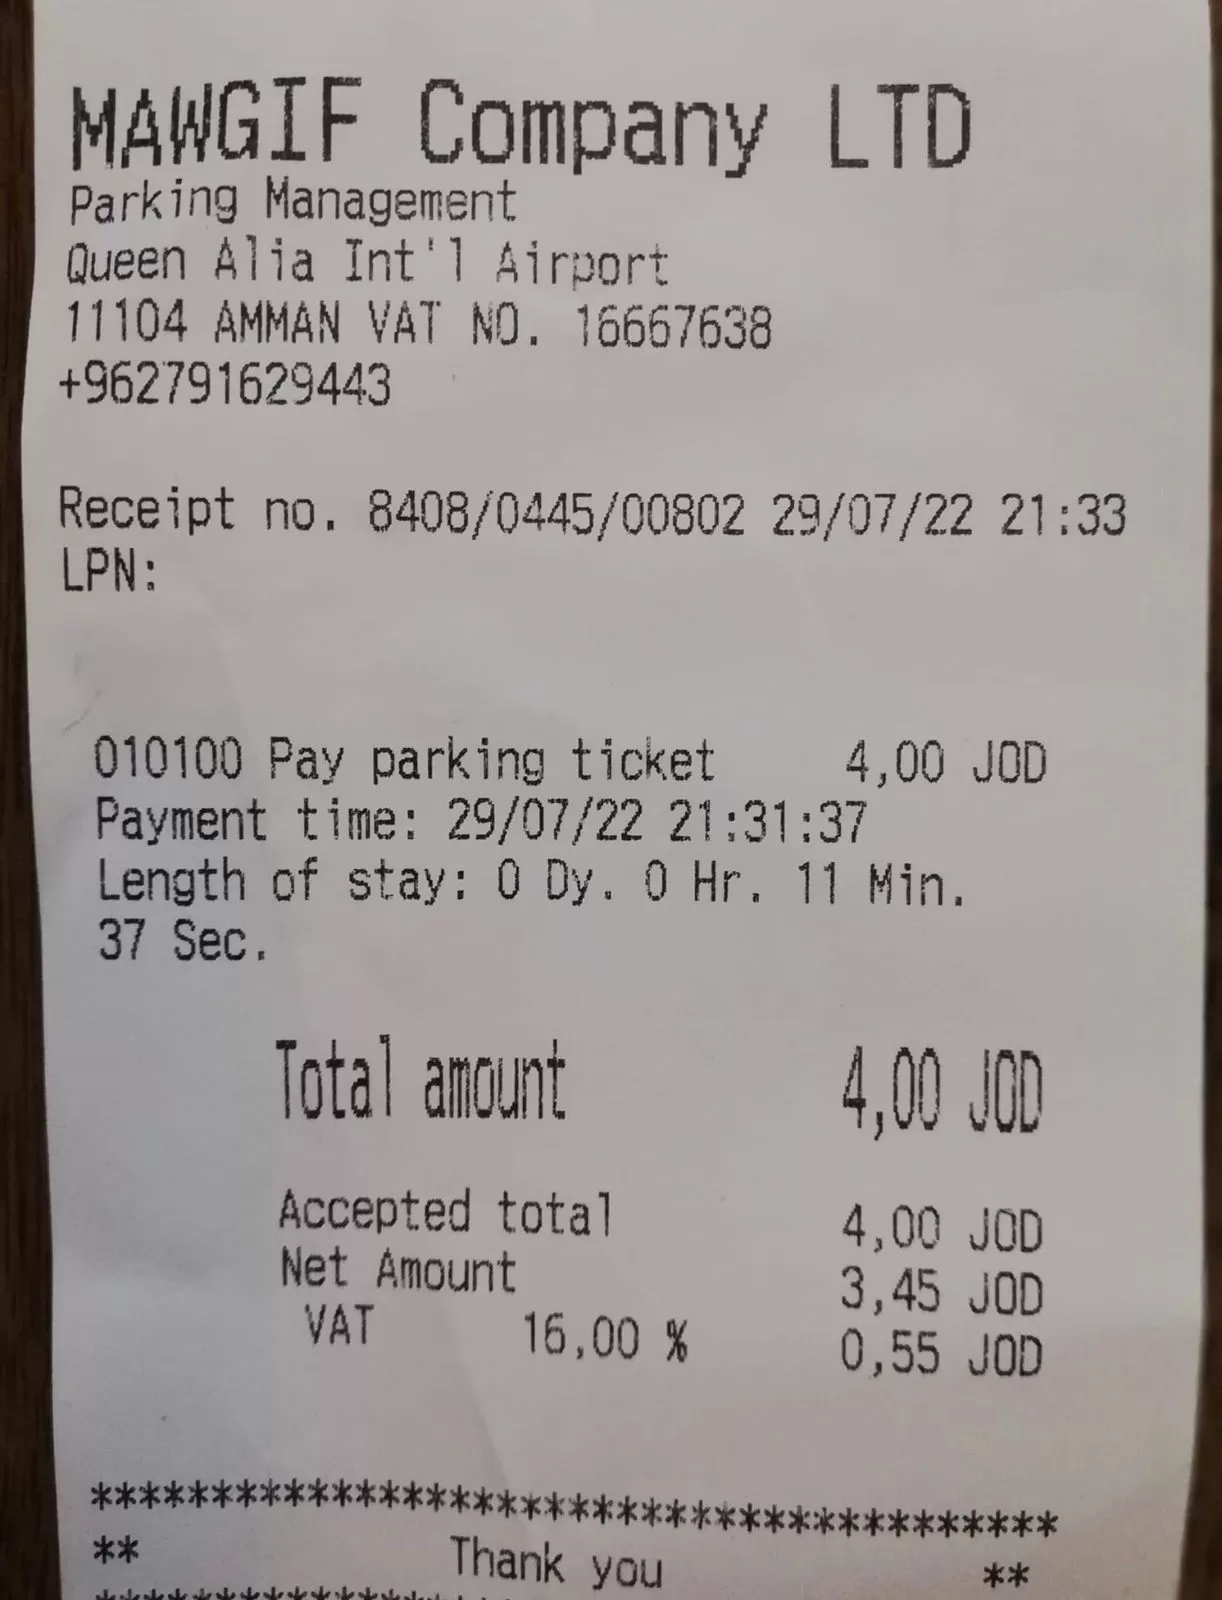 MAWGIF Company LTD
Parking Management
Queen Alia Int'l Airport
11104 AMMAN VAT NO. 16667638
+962791629443
Receipt no. 8408/0445/00802 29/07/22 21:33
LPN:
010100 Pay parking ticket 4,00 JOD
Payment time: 29/07/22 21:31:37
Length of stay: 0 Dy. 0 Hr. 11 Min.
37 Sec.
Total amount 4,00 JOD
Accepted total 4,00 JOD
Net Amount 3,45 JOD
VAT 16,00 % 0,55 JOD
***************************************
** Thank you **